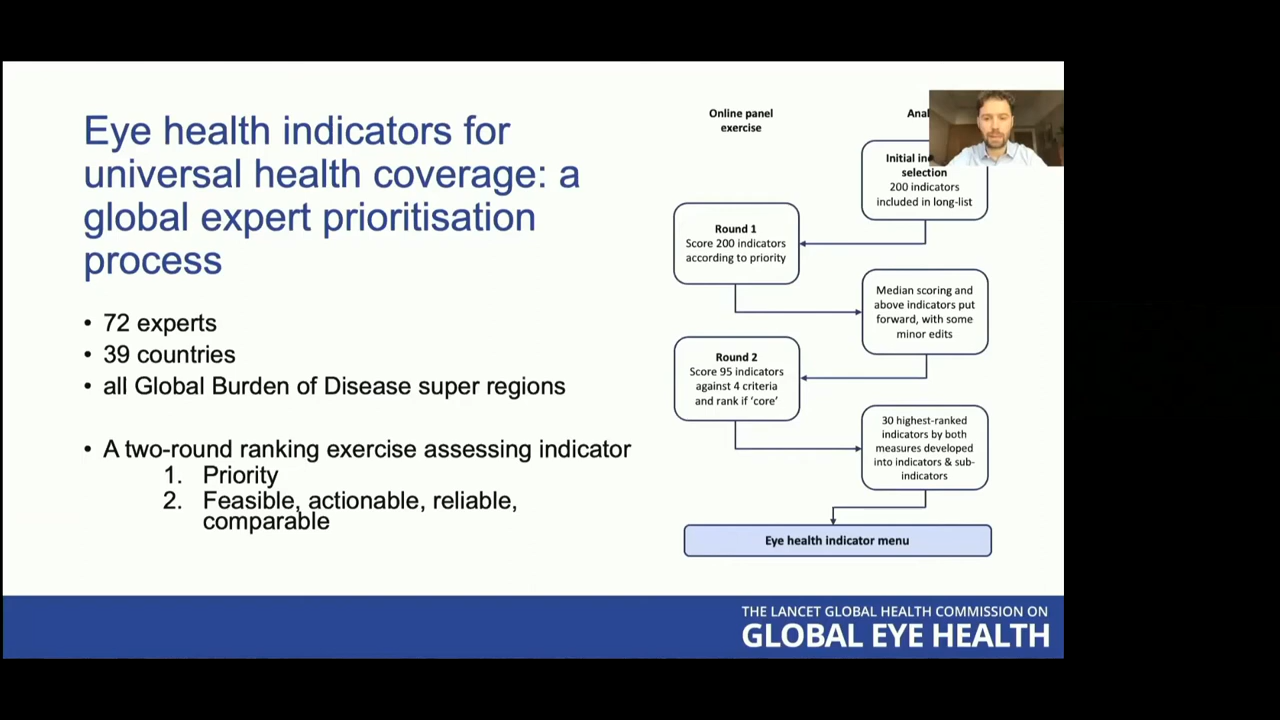 Eye health indicators for
universal health coverage: a
global expert prioritisation
process
• 72 experts
• 39 countries
• all Global Burden of Disease super regions
• A two-round ranking exercise assessing indicator
1. Priority
2. Feasible, actionable, reliable,
comparable
Online panel
exercise
Initial
selection
200 indicators
included in long-list
Round 1
Score 200 indicators
according to priority
Median scoring and
above indicators put
forward, with some
minor edits
Round 2
Score 95 indicators
against 4 criteria
and rank if ‘core’
30 highest-ranked
indicators by both
measures developed
into indicators & sub-
indicators
Eye health indicator menu
THE LANCET GLOBAL HEALTH COMMISSION ON
GLOBAL EYE HEALTH